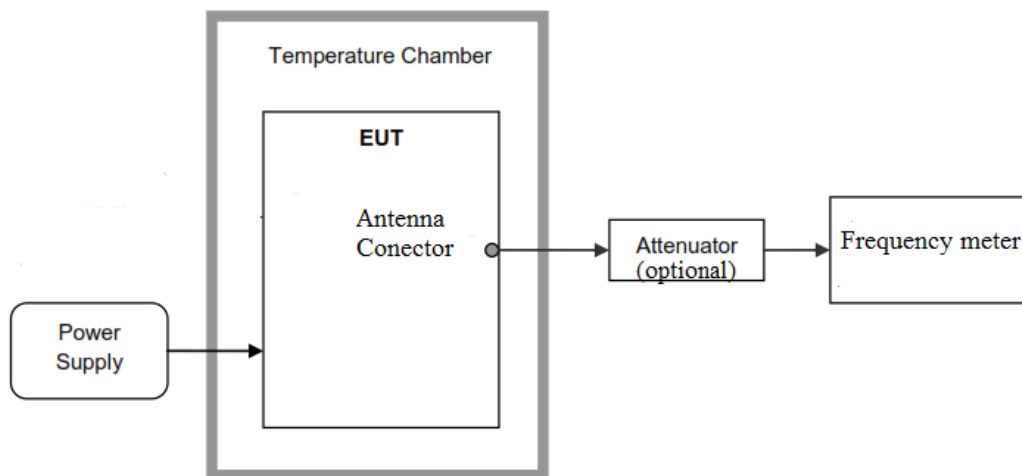 Temperature Chamber
EUT
Antenna
Conector
Attenuator
(optional)
Frequency meter
Power
Supply